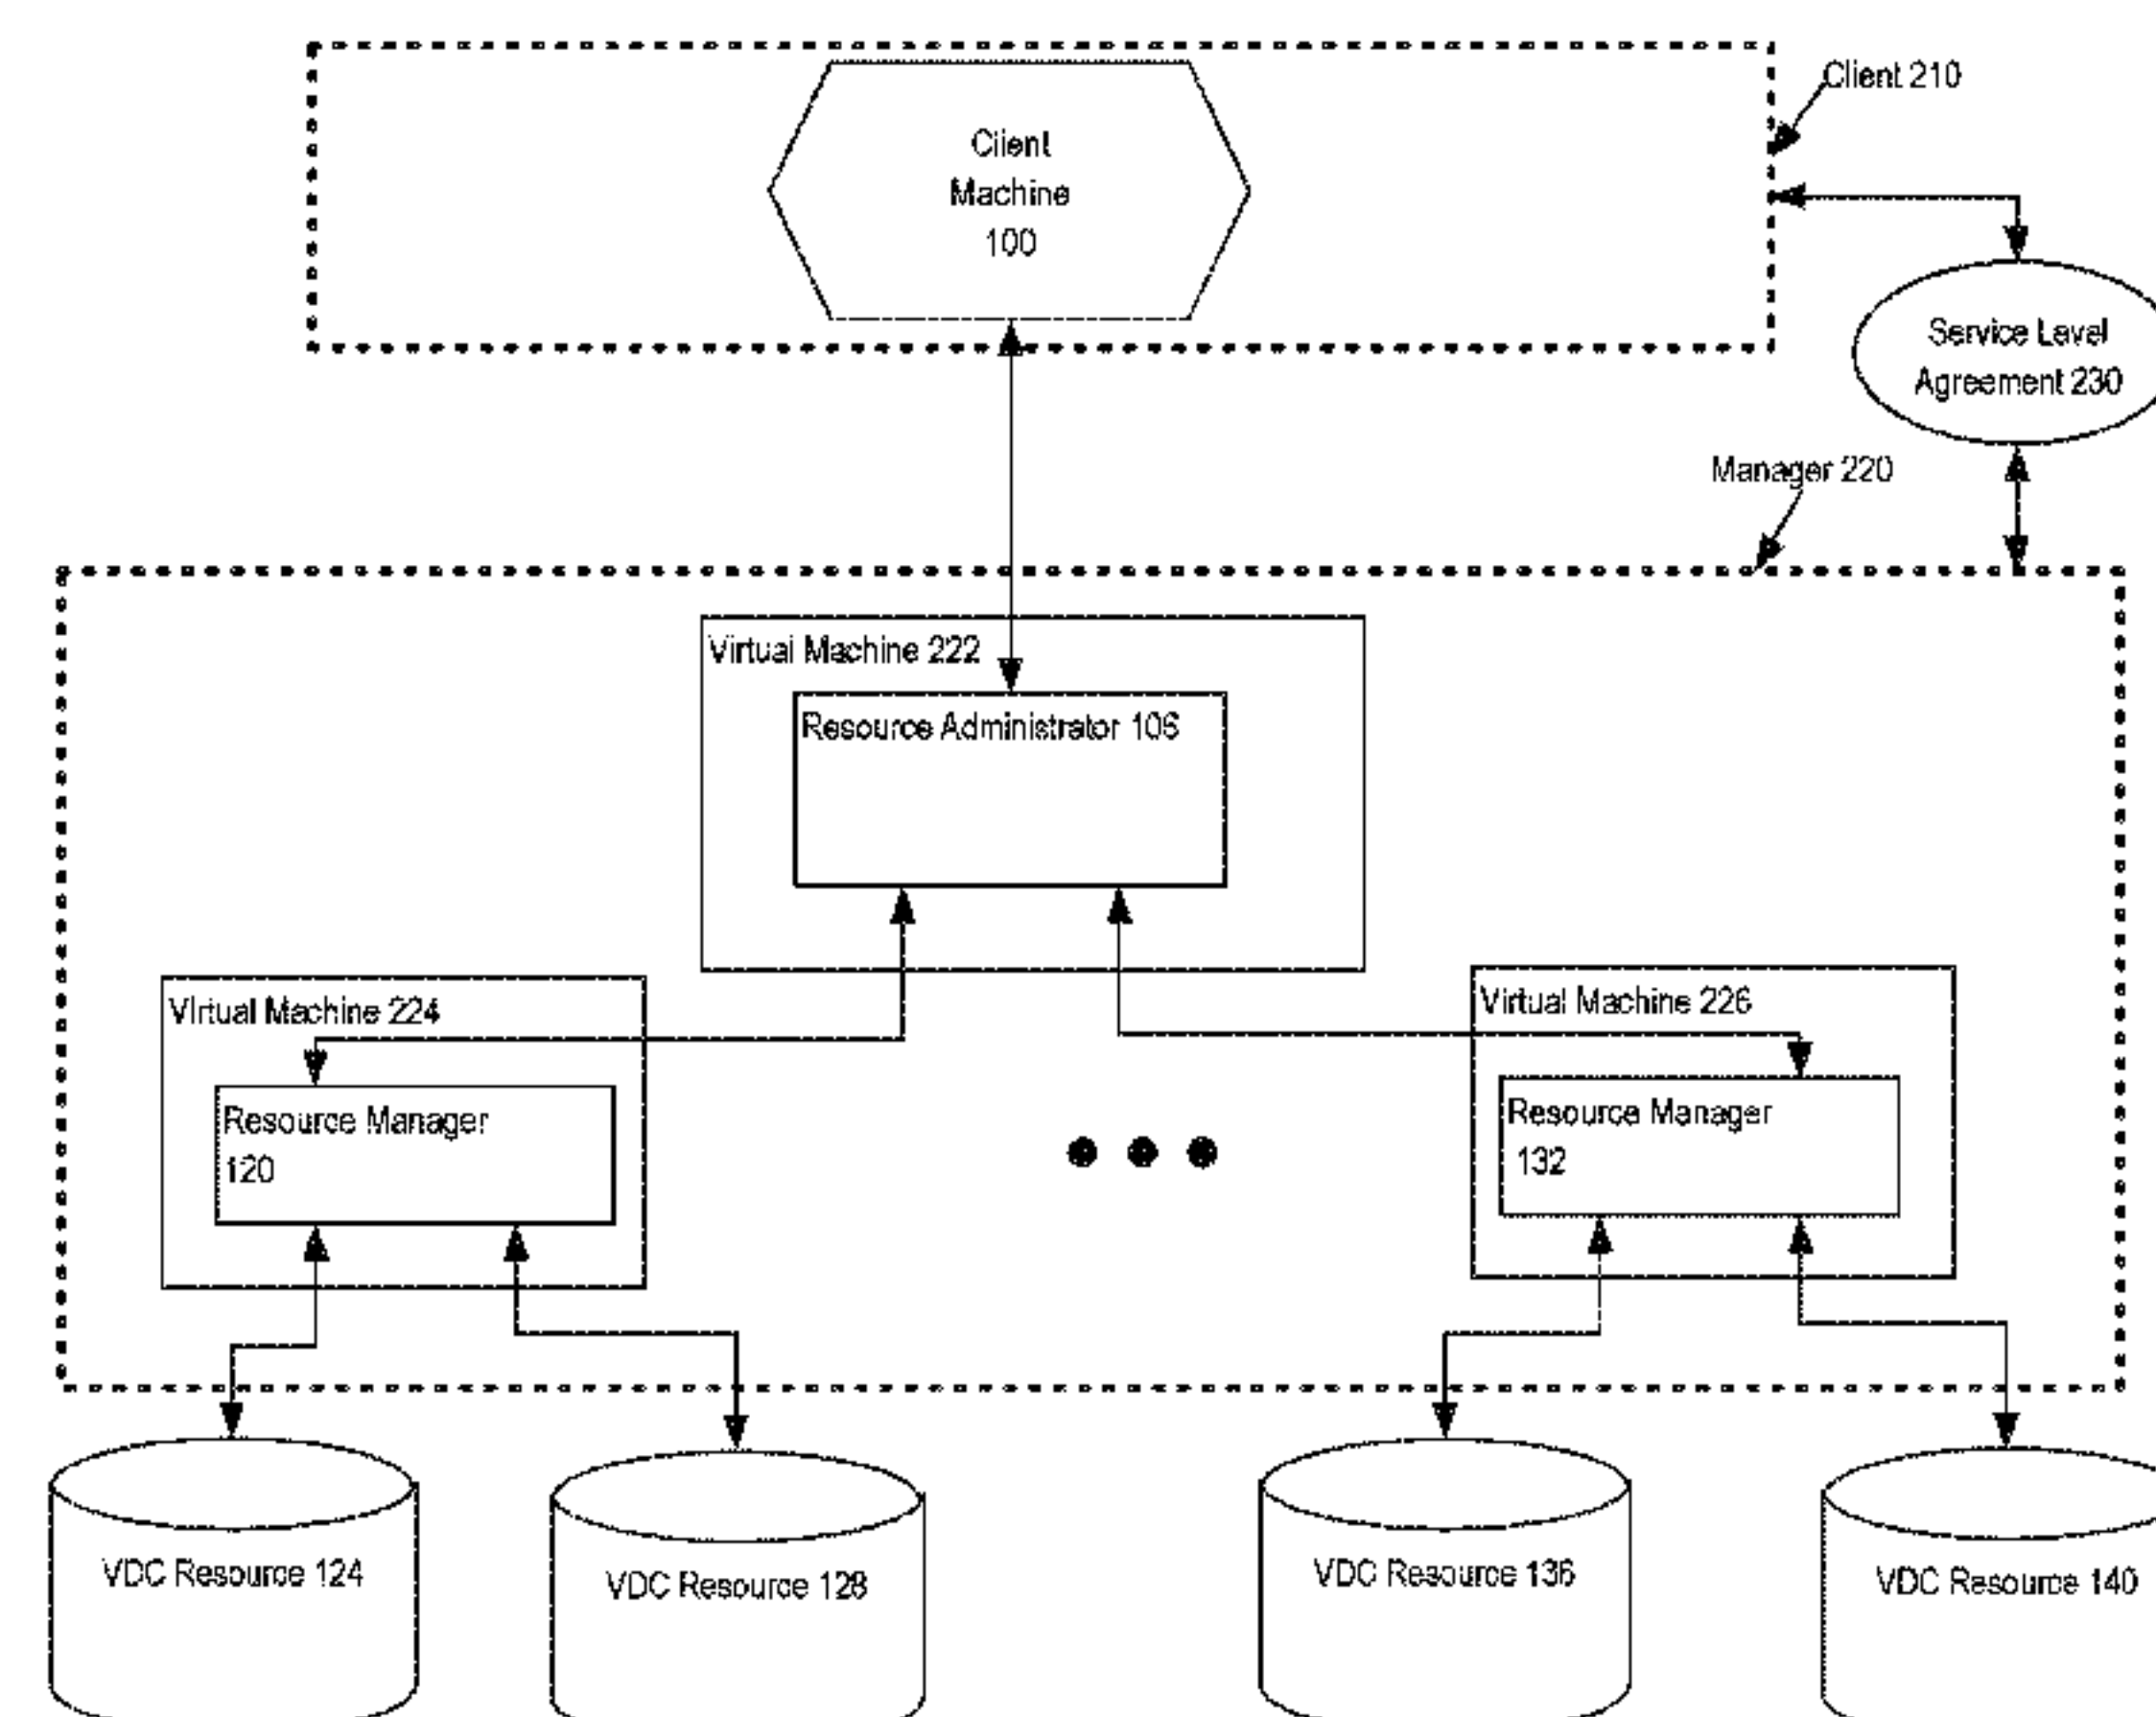 Client 210
Client
Machine
100
Service Level
Agreement 230
Manager 220
Virtual Machine 222
Resource Administrator 106
Virtual Machine 224
Virtual Machine 226
Resource Manager
120
Resource Manager
132
VDC Resource 124
VDC Resource 128
VDC Resource 136
VDC Resource 140